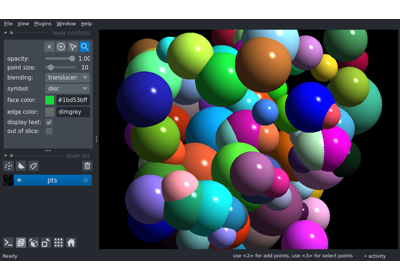 File View Plugins Window Help
layer controls
opacity: 1.00
point size: 10
blending: translucen
symbol: disc
face color: #1bd53bff
edge color: dimgrey
display text:
out of slice:
layer list
pts
Ready use <2> for add points, use <3> for select points activity